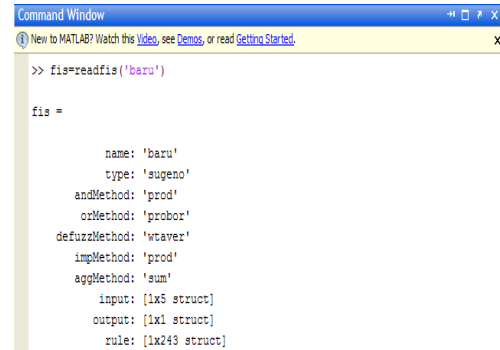 Command Window
New to MATLAB? Watch this Video, see Demos, or read Getting Started.
>> fis=readfis('baru')
fis =
name: 'baru'
type: 'sugeno'
andMethod: 'prod'
orMethod: 'probor'
defuzzMethod: 'wtaver'
impMethod: 'prod'
aggMethod: 'sum'
input: [1x5 struct]
output: [1x1 struct]
rule: [1x243 struct]